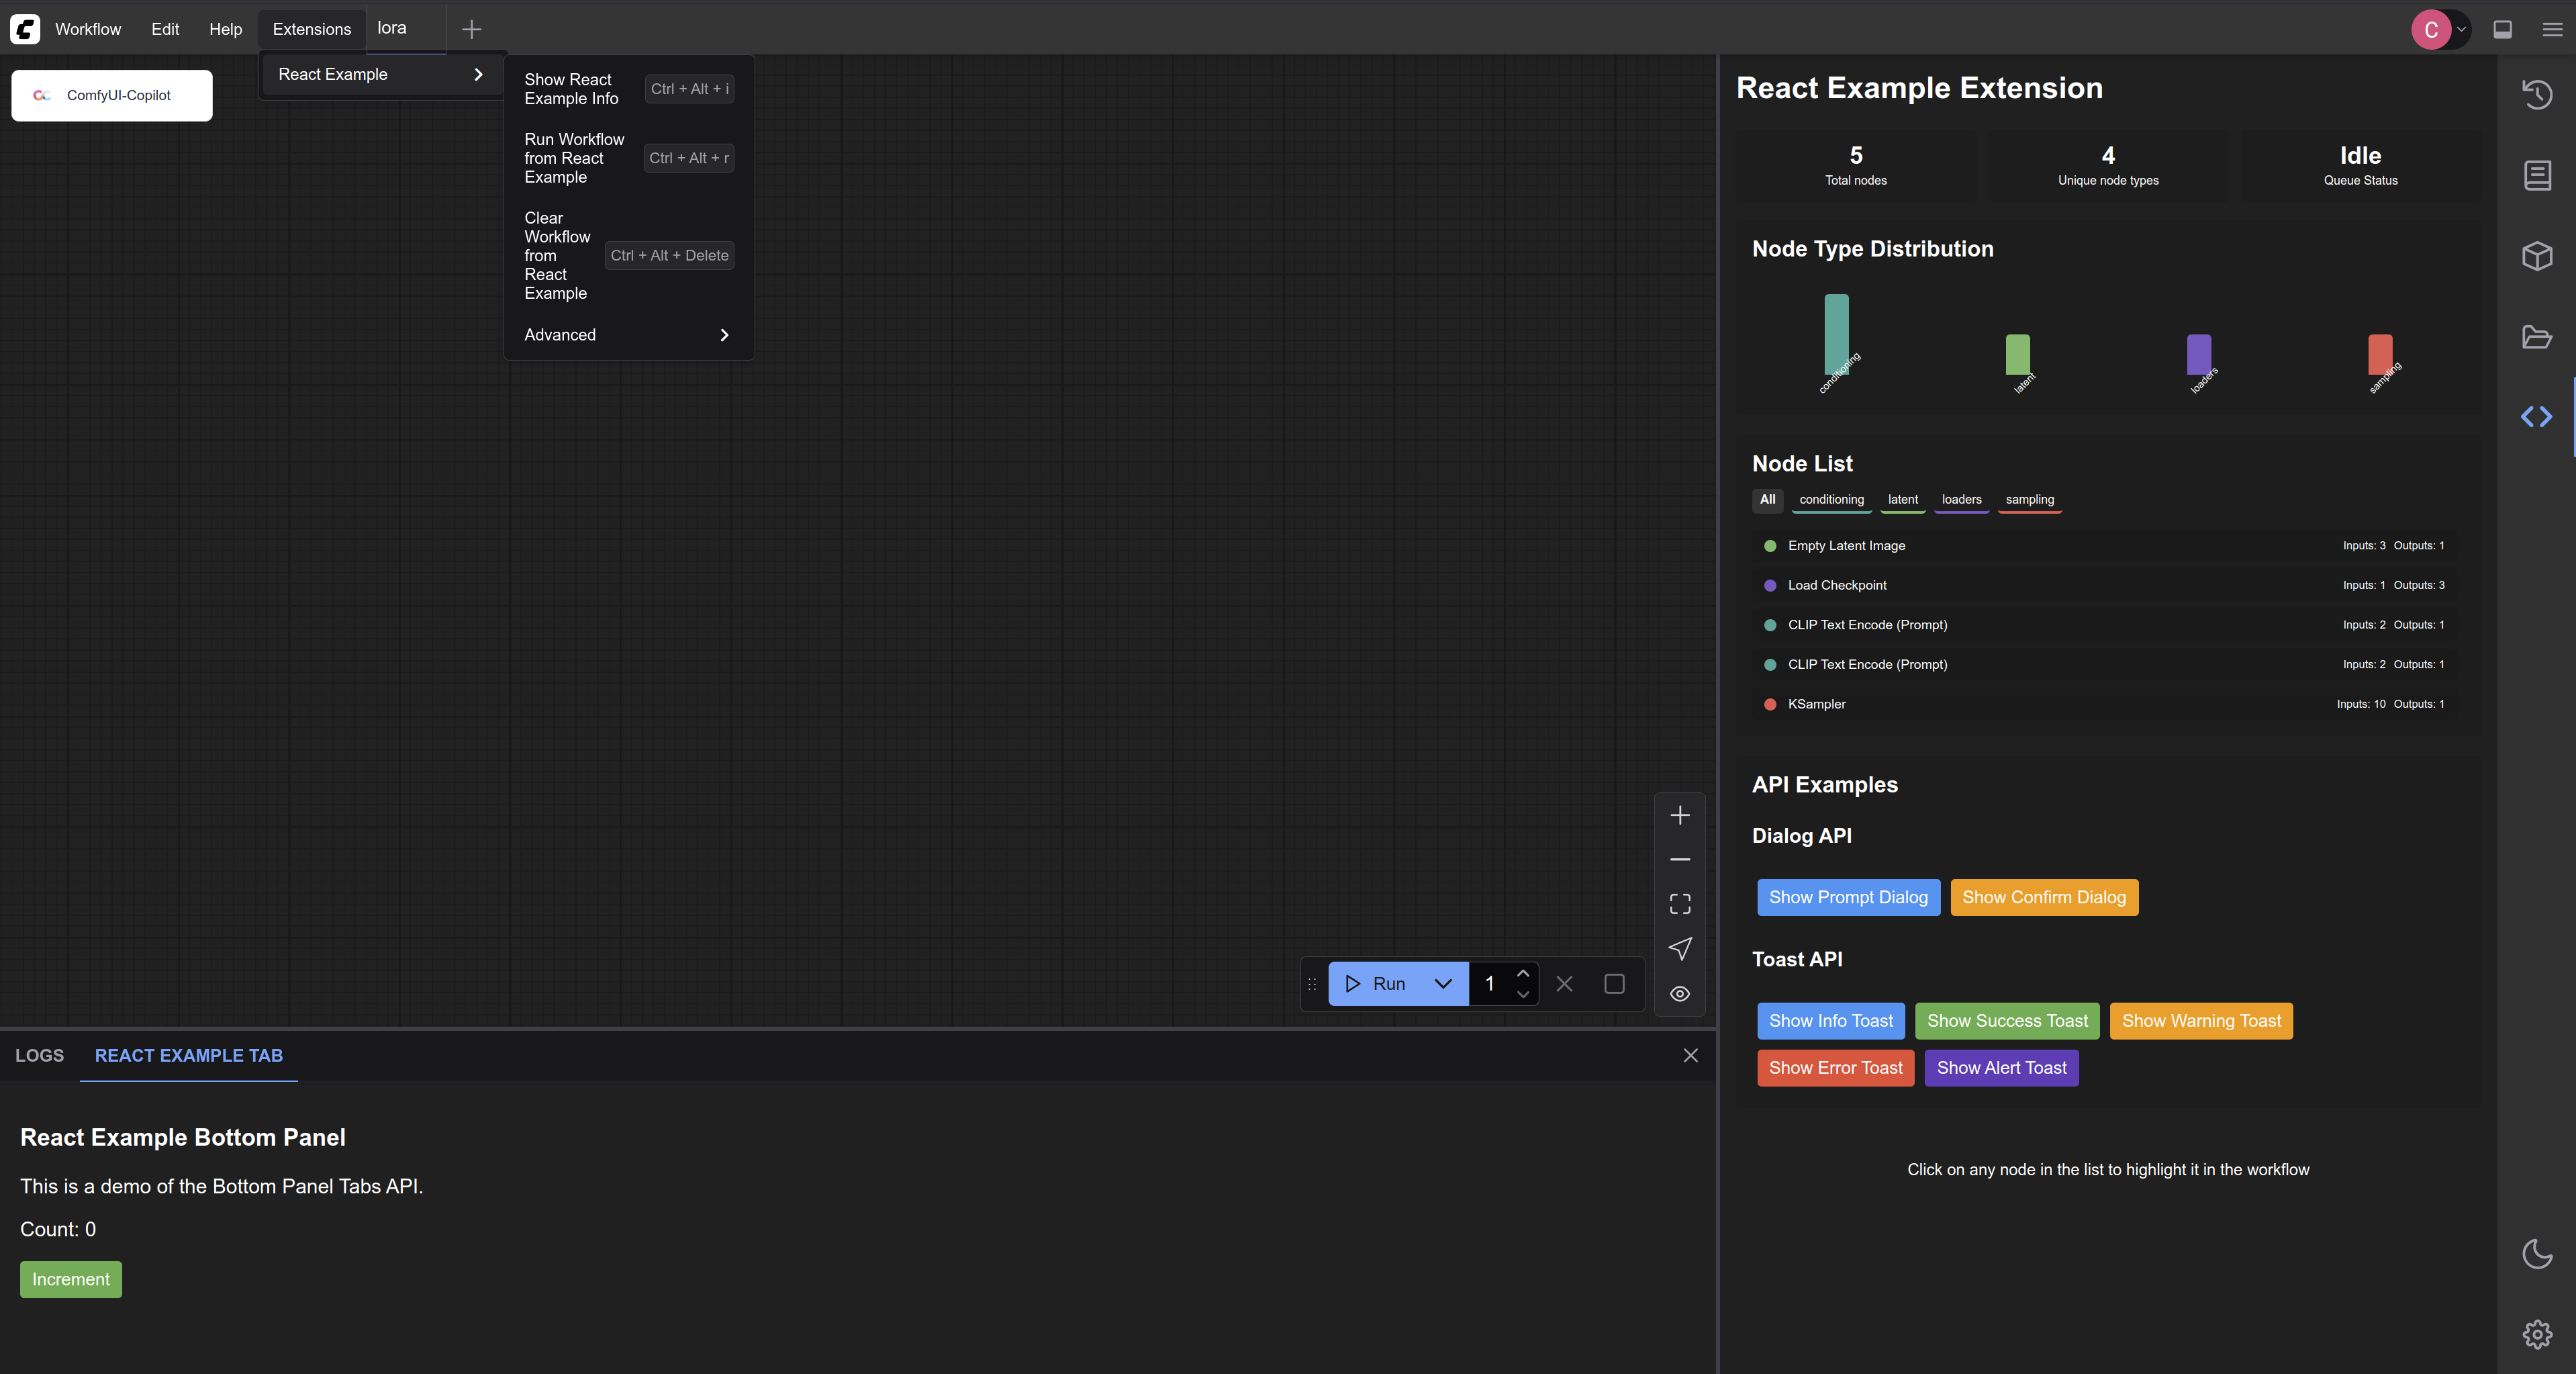 Workflow Edit Help Extensions lora
C
ComfyUI-Copilot
React Example
Show React
Example Info
Ctrl + Alt + i
Run Workflow
from React
Example
Ctrl + Alt + r
Clear
Workflow
from
React
Example
Ctrl + Alt + Delete
Advanced
Run 1
LOGS REACT EXAMPLE TAB
React Example Bottom Panel
This is a demo of the Bottom Panel Tabs API.
Count: 0
Increment
React Example Extension
5 4 Idle
Total nodes Unique node types Queue Status
Node Type Distribution
conditioning latent loaders sampling
Node List
All conditioning latent loaders sampling
Empty Latent Image Inputs: 3 Outputs: 1
Load Checkpoint Inputs: 1 Outputs: 3
CLIP Text Encode (Prompt) Inputs: 2 Outputs: 1
CLIP Text Encode (Prompt) Inputs: 2 Outputs: 1
KSampler Inputs: 10 Outputs: 1
API Examples
Dialog API
Show Prompt Dialog Show Confirm Dialog
Toast API
Show Info Toast Show Success Toast Show Warning Toast
Show Error Toast Show Alert Toast
Click on any node in the list to highlight it in the workflow